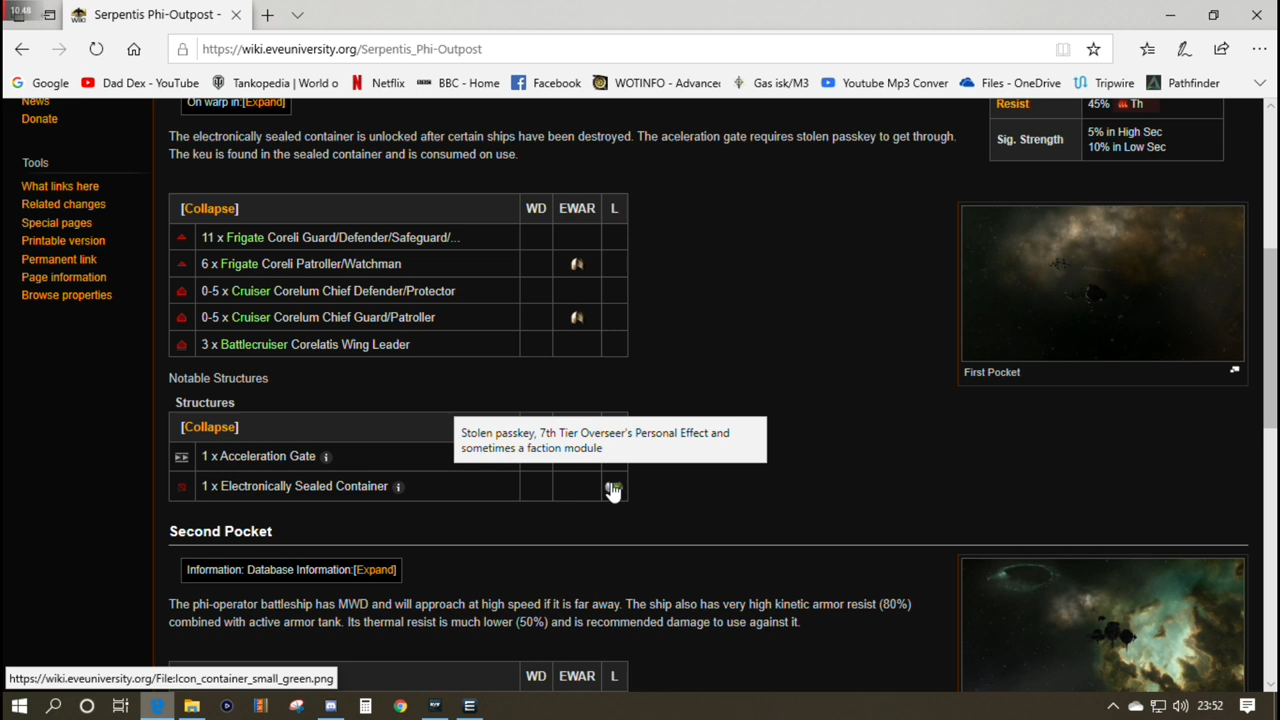 10.48
Serpentis Phi-Outpost -
https://wiki.eveuniversity.org/Serpentis_Phi-Outpost
Google
Dad Dex - YouTube
Tankopedia | World o
Netflix
BBC - Home
Facebook
WOTINFO - Advance
Gas isk/M3
Youtube Mp3 Conver
Files - OneDrive
Tripwire
Pathfinder
News
Donate
Tools
What links here
Related changes
Special pages
Printable version
Permanent link
Page information
Browse properties
On warp in:[Expand]
The electronically sealed container is unlocked after certain ships have been destroyed. The aceleration gate requires stolen passkey to get through.
The keu is found in the sealed container and is consumed on use.
Resist 45% Th
Sig. Strength 5% in High Sec
10% in Low Sec
[Collapse] WD EWAR L
11 x Frigate Coreli Guard/Defender/Safeguard/...
6 x Frigate Coreli Patroller/Watchman
0-5 x Cruiser Corelum Chief Defender/Protector
0-5 x Cruiser Corelum Chief Guard/Patroller
3 x Battlecruiser Corelatis Wing Leader
First Pocket
Notable Structures
Structures
[Collapse]
Stolen passkey, 7th Tier Overseer's Personal Effect and
sometimes a faction module
1 x Acceleration Gate
1 x Electronically Sealed Container
Second Pocket
Information: Database Information:[Expand]
The phi-operator battleship has MWD and will approach at high speed if it is far away. The ship also has very high kinetic armor resist (80%)
combined with active armor tank. Its thermal resist is much lower (50%) and is recommended damage to use against it.
WD EWAR L
https://wiki.eveuniversity.org/File:Icon_container_small_green.png
23:52